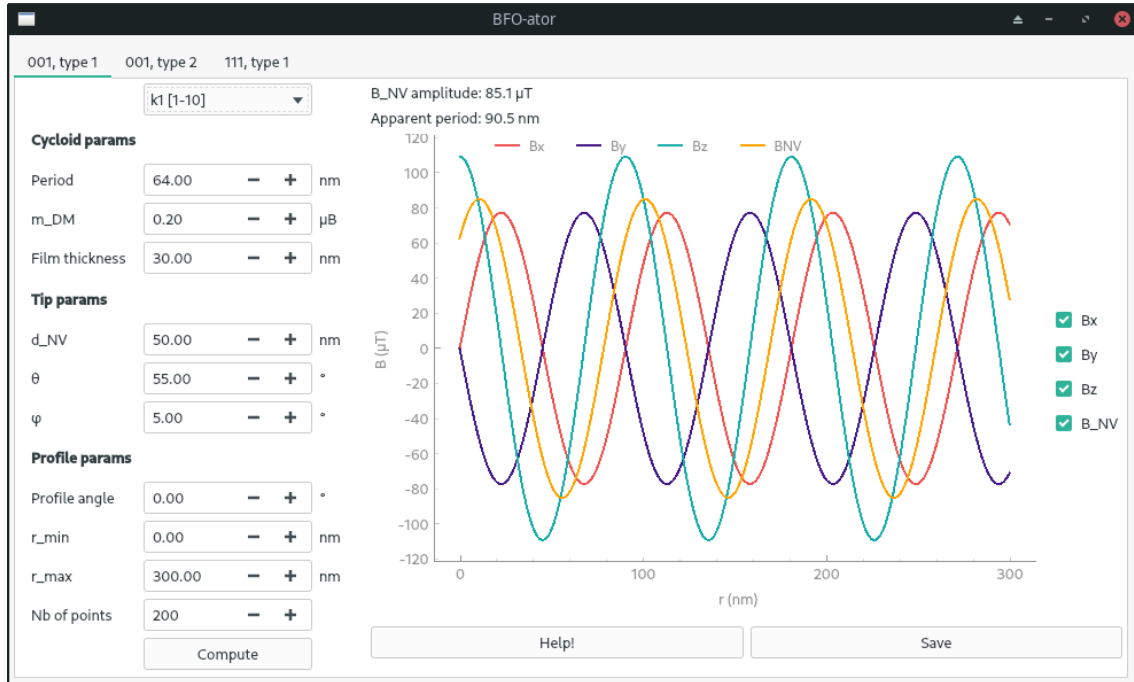 BFO-ator
001, type 1 001, type 2 111, type 1
k1 [1-10]
Cycloid params
Period 64.00 − + nm
m_DM 0.20 − + μB
Film thickness 30.00 − + nm
Tip params
d_NV 50.00 − + nm
θ 55.00 − + °
φ 5.00 − + °
Profile params
Profile angle 0.00 − + °
r_min 0.00 − + nm
r_max 300.00 − + nm
Nb of points 200 − +
Compute
B_NV amplitude: 85.1 μT
Apparent period: 90.5 nm
Bx By Bz BNV
120
100
80
60
40
20
0
-20
-40
-60
-80
-100
-120
B (μT)
0 100 200 300
r (nm)
Bx
By
Bz
B_NV
Help! Save